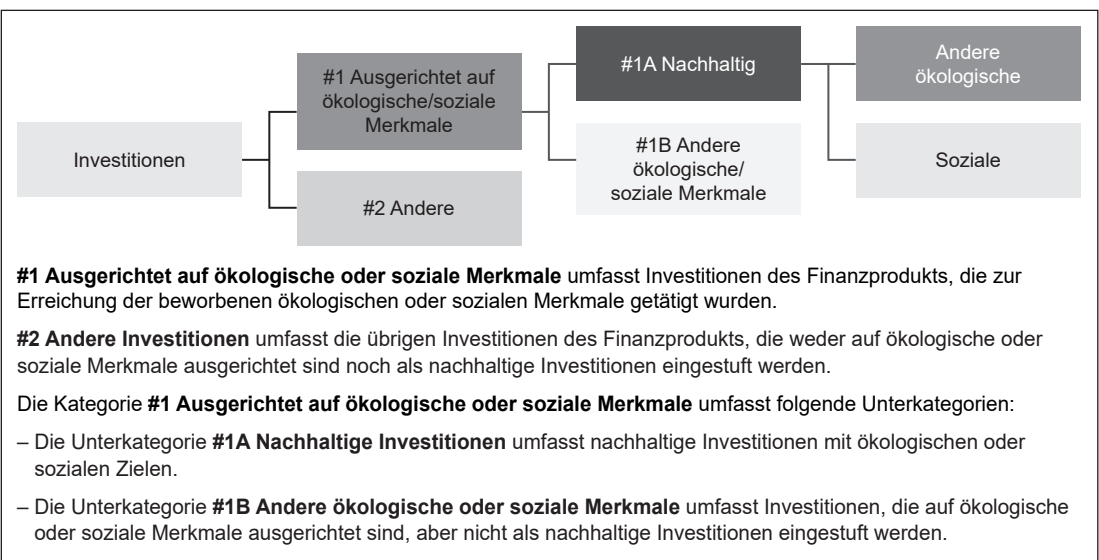 Investitionen
#1 Ausgerichtet auf
ökologische/soziale
Merkmale
#2 Andere
#1A Nachhaltig
#1B Andere
ökologische/
soziale Merkmale
Andere
ökologische
Soziale
#1 Ausgerichtet auf ökologische oder soziale Merkmale umfasst Investitionen des Finanzprodukts, die zur
Erreichung der beworbenen ökologischen oder sozialen Merkmale getätigt wurden.
#2 Andere Investitionen umfasst die übrigen Investitionen des Finanzprodukts, die weder auf ökologische oder
soziale Merkmale ausgerichtet sind noch als nachhaltige Investitionen eingestuft werden.
Die Kategorie #1 Ausgerichtet auf ökologische oder soziale Merkmale umfasst folgende Unterkategorien:
– Die Unterkategorie #1A Nachhaltige Investitionen umfasst nachhaltige Investitionen mit ökologischen oder
sozialen Zielen.
– Die Unterkategorie #1B Andere ökologische oder soziale Merkmale umfasst Investitionen, die auf ökologische
oder soziale Merkmale ausgerichtet sind, aber nicht als nachhaltige Investitionen eingestuft werden.